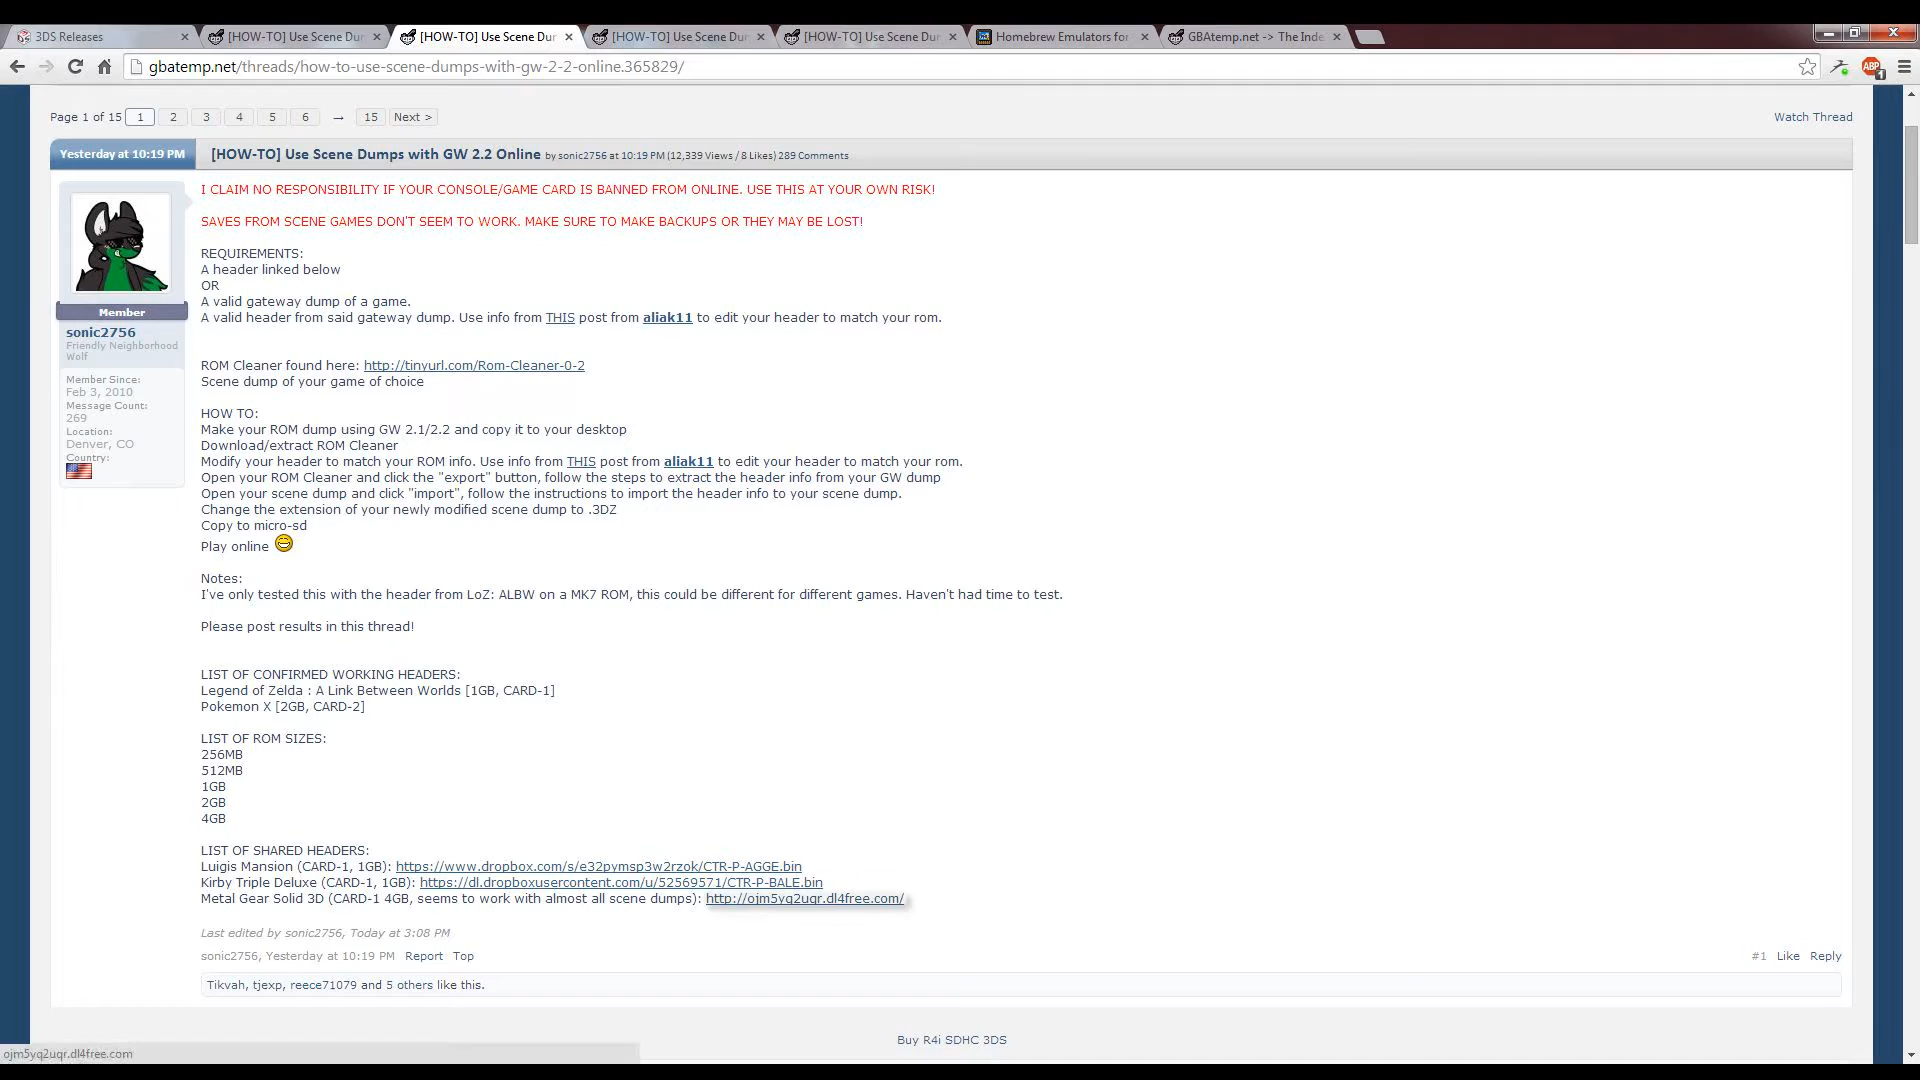 3DS Releases
[HOW-TO] Use Scene Du
[HOW-TO] Use Scene Dur
[HOW-TO] Use Scene Du
[HOW-TO] Use Scene Du
Homebrew Emulators for
GBAtemp.net -> The Inde
gbatemp.net/threads/how-to-use-scene-dumps-with-gw-2-2-online.365829/
ABP
1
Page 1 of 15 1 2 3 4 5 6 → 15 Next >
Watch Thread
Yesterday at 10:19 PM
[HOW-TO] Use Scene Dumps with GW 2.2 Online by sonic2756 at 10:19 PM (12,339 Views / 8 Likes) 289 Comments
Member
sonic2756
Friendly Neighborhood
Wolf
Member Since:
Feb 3, 2010
Message Count:
269
Location:
Denver, CO
Country:
I CLAIM NO RESPONSIBILITY IF YOUR CONSOLE/GAME CARD IS BANNED FROM ONLINE. USE THIS AT YOUR OWN RISK!
SAVES FROM SCENE GAMES DON'T SEEM TO WORK. MAKE SURE TO MAKE BACKUPS OR THEY MAY BE LOST!
REQUIREMENTS:
A header linked below
OR
A valid gateway dump of a game.
A valid header from said gateway dump. Use info from THIS post from aliak11 to edit your header to match your rom.
ROM Cleaner found here: http://tinyurl.com/Rom-Cleaner-0-2
Scene dump of your game of choice
HOW TO:
Make your ROM dump using GW 2.1/2.2 and copy it to your desktop
Download/extract ROM Cleaner
Modify your header to match your ROM info. Use info from THIS post from aliak11 to edit your header to match your rom.
Open your ROM Cleaner and click the "export" button, follow the steps to extract the header info from your GW dump
Open your scene dump and click "import", follow the instructions to import the header info to your scene dump.
Change the extension of your newly modified scene dump to .3DZ
Copy to micro-sd
Play online
Notes:
I've only tested this with the header from LoZ: ALBW on a MK7 ROM, this could be different for different games. Haven't had time to test.
Please post results in this thread!
LIST OF CONFIRMED WORKING HEADERS:
Legend of Zelda : A Link Between Worlds [1GB, CARD-1]
Pokemon X [2GB, CARD-2]
LIST OF ROM SIZES:
256MB
512MB
1GB
2GB
4GB
LIST OF SHARED HEADERS:
Luigis Mansion (CARD-1, 1GB): https://www.dropbox.com/s/e32pvmsp3w2rzok/CTR-P-AGGE.bin
Kirby Triple Deluxe (CARD-1, 1GB): https://dl.dropboxusercontent.com/u/52569571/CTR-P-BALE.bin
Metal Gear Solid 3D (CARD-1 4GB, seems to work with almost all scene dumps): http://ojm5yq2uqr.dl4free.com/
Last edited by sonic2756, Today at 3:08 PM
sonic2756, Yesterday at 10:19 PM Report Top
#1 Like Reply
Tikvah, tjexp, reece71079 and 5 others like this.
Buy R4i SDHC 3DS
ojm5yq2uqr.dl4free.com